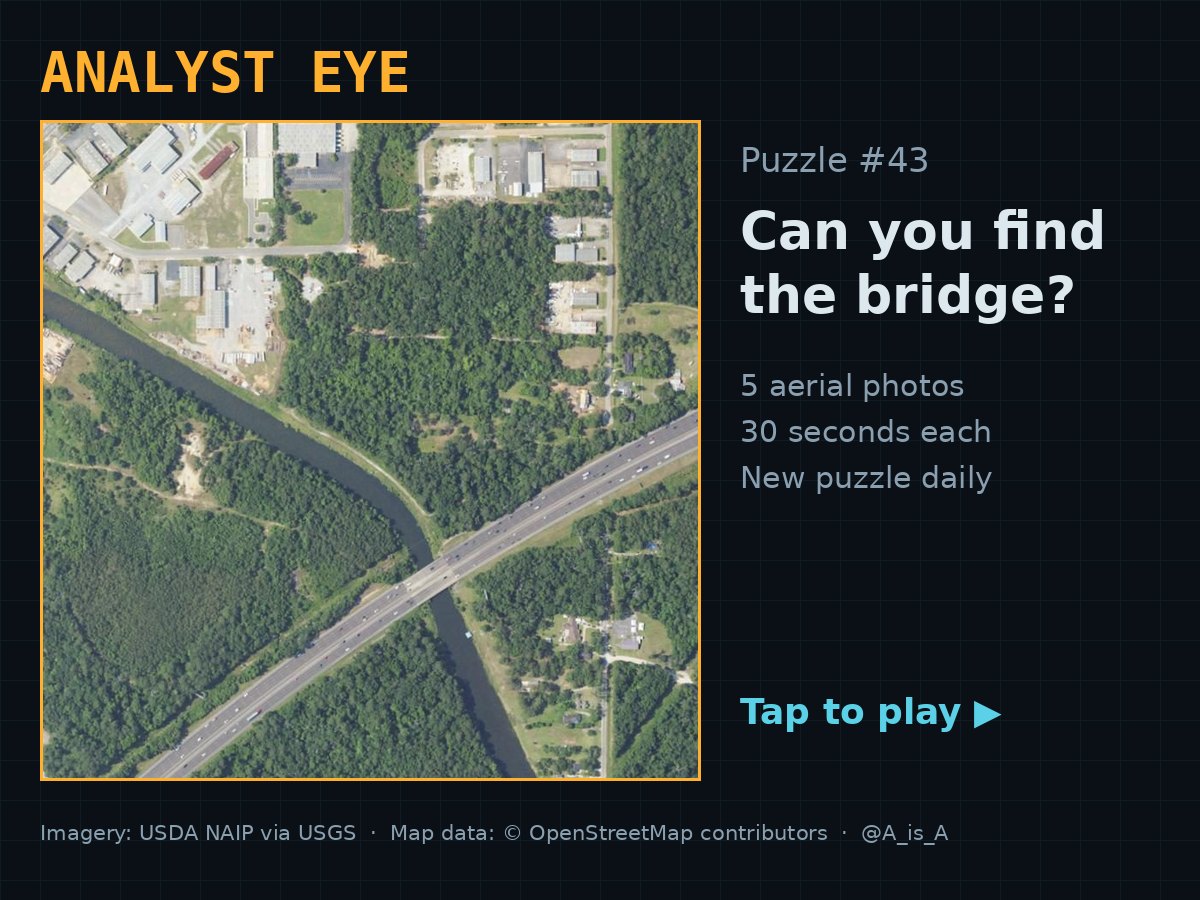 ANALYST EYE
Puzzle #43
Can you find
the bridge?
5 aerial photos
30 seconds each
New puzzle daily
Tap to play ▶
Imagery: USDA NAIP via USGS · Map data: © OpenStreetMap contributors · @A_is_A